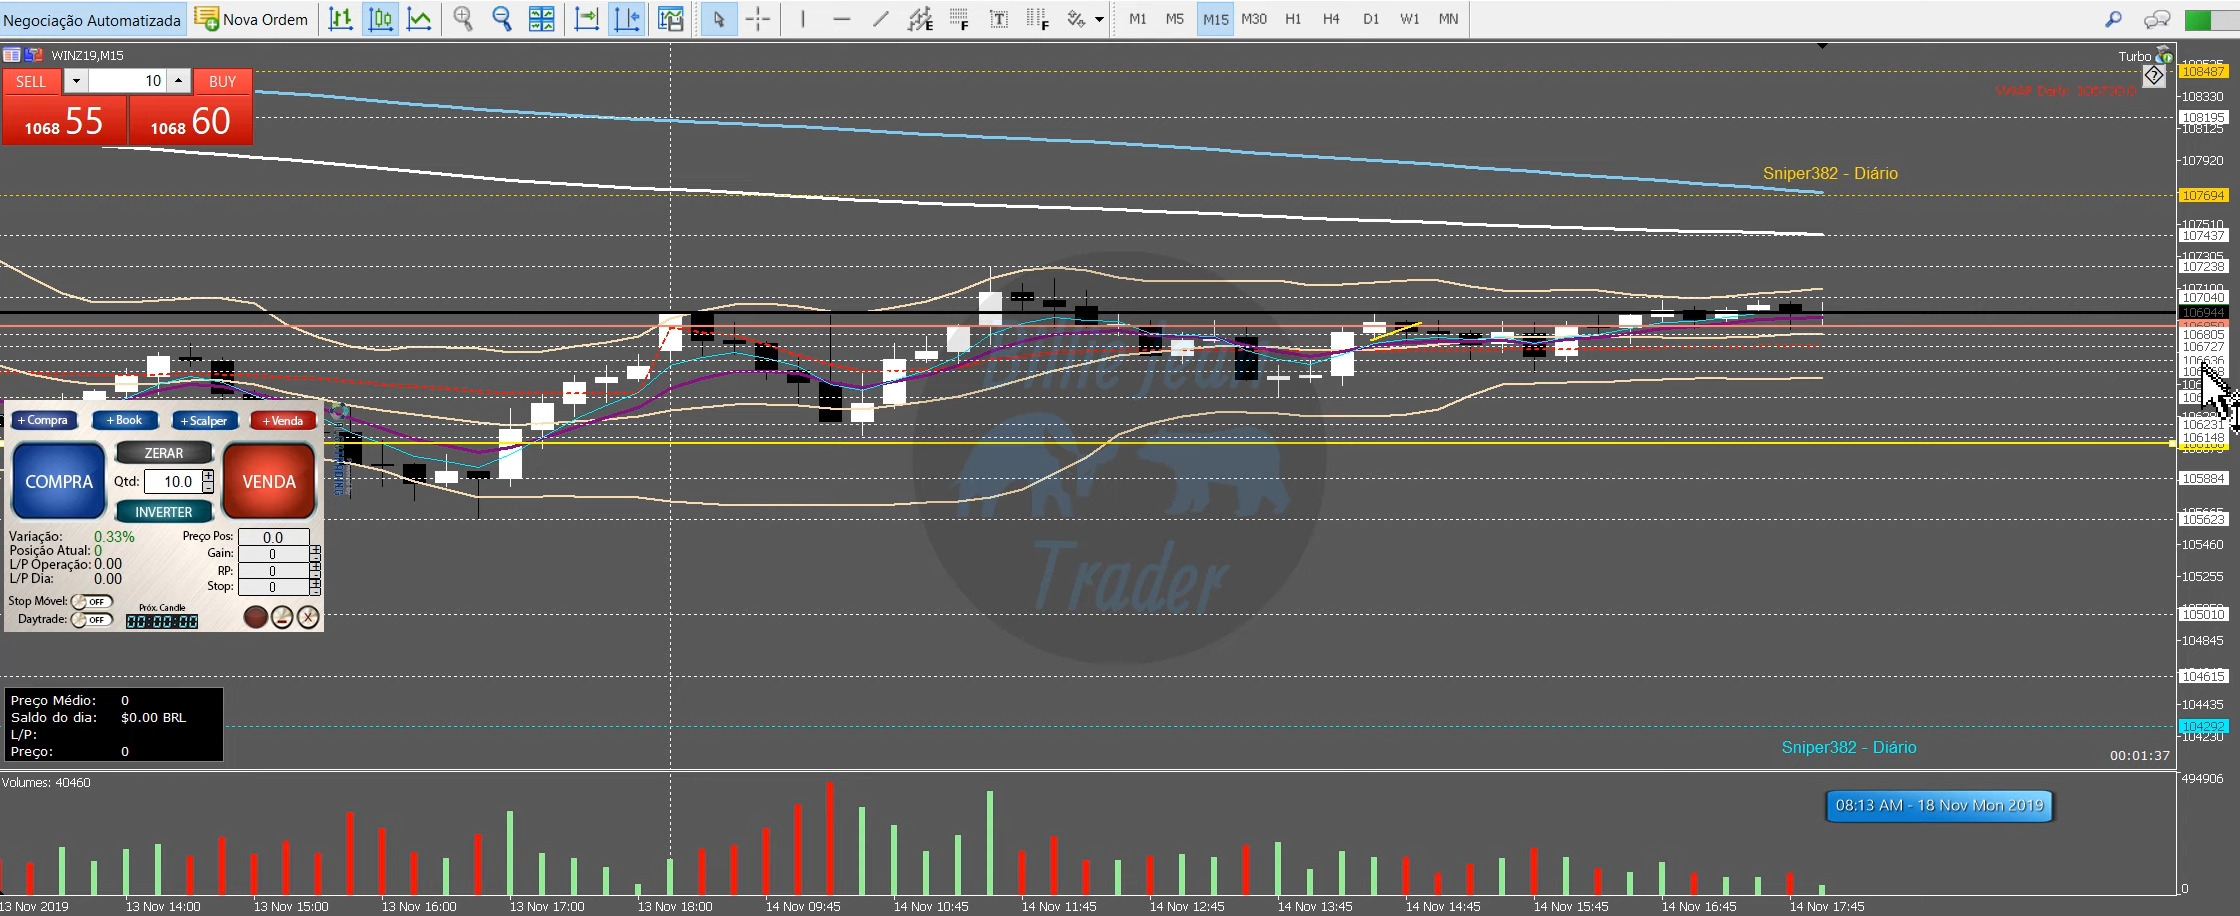 Negociação Automatizada
Nova Ordem
M1 M5 M15 M30 H1 H4 D1 W1 MN
WINZ19,M15
Turbo
SELL 10 BUY
1068 55 1068 60
VWAP Daily:
108487
108330
108195
108125
107920
Sniper382 - Diário
107694
107510
107437
107305
107238
107100
107040
106944
106805
106727
106636
106231
106148
105884
105623
105460
105255
105010
104845
104615
104435
104292
104230
Billie Jean
Trader
+ Compra + Book + Scalper + Venda
COMPRA
ZERAR
Qtd: 10.0
INVERTER
VENDA
Variação: 0.33%
Posição Atual: 0
L/P Operação: 0.00
L/P Dia: 0.00
Preço Pos: 0.0
Gain: 0
RP: 0
Stop: 0
Stop Móvel: OFF
Daytrade: OFF
Próx. Candle
00:00:00
Preço Médio: 0
Saldo do dia: $0.00 BRL
L/P:
Preço: 0
Sniper382 - Diário
00:01:37
Volumes: 40460
494906
08:13 AM - 18 Nov Mon 2019
0
13 Nov 2019 13 Nov 14:00 13 Nov 15:00 13 Nov 16:00 13 Nov 17:00 13 Nov 18:00 14 Nov 09:45 14 Nov 10:45 14 Nov 11:45 14 Nov 12:45 14 Nov 13:45 14 Nov 14:45 14 Nov 15:45 14 Nov 16:45 14 Nov 17:45